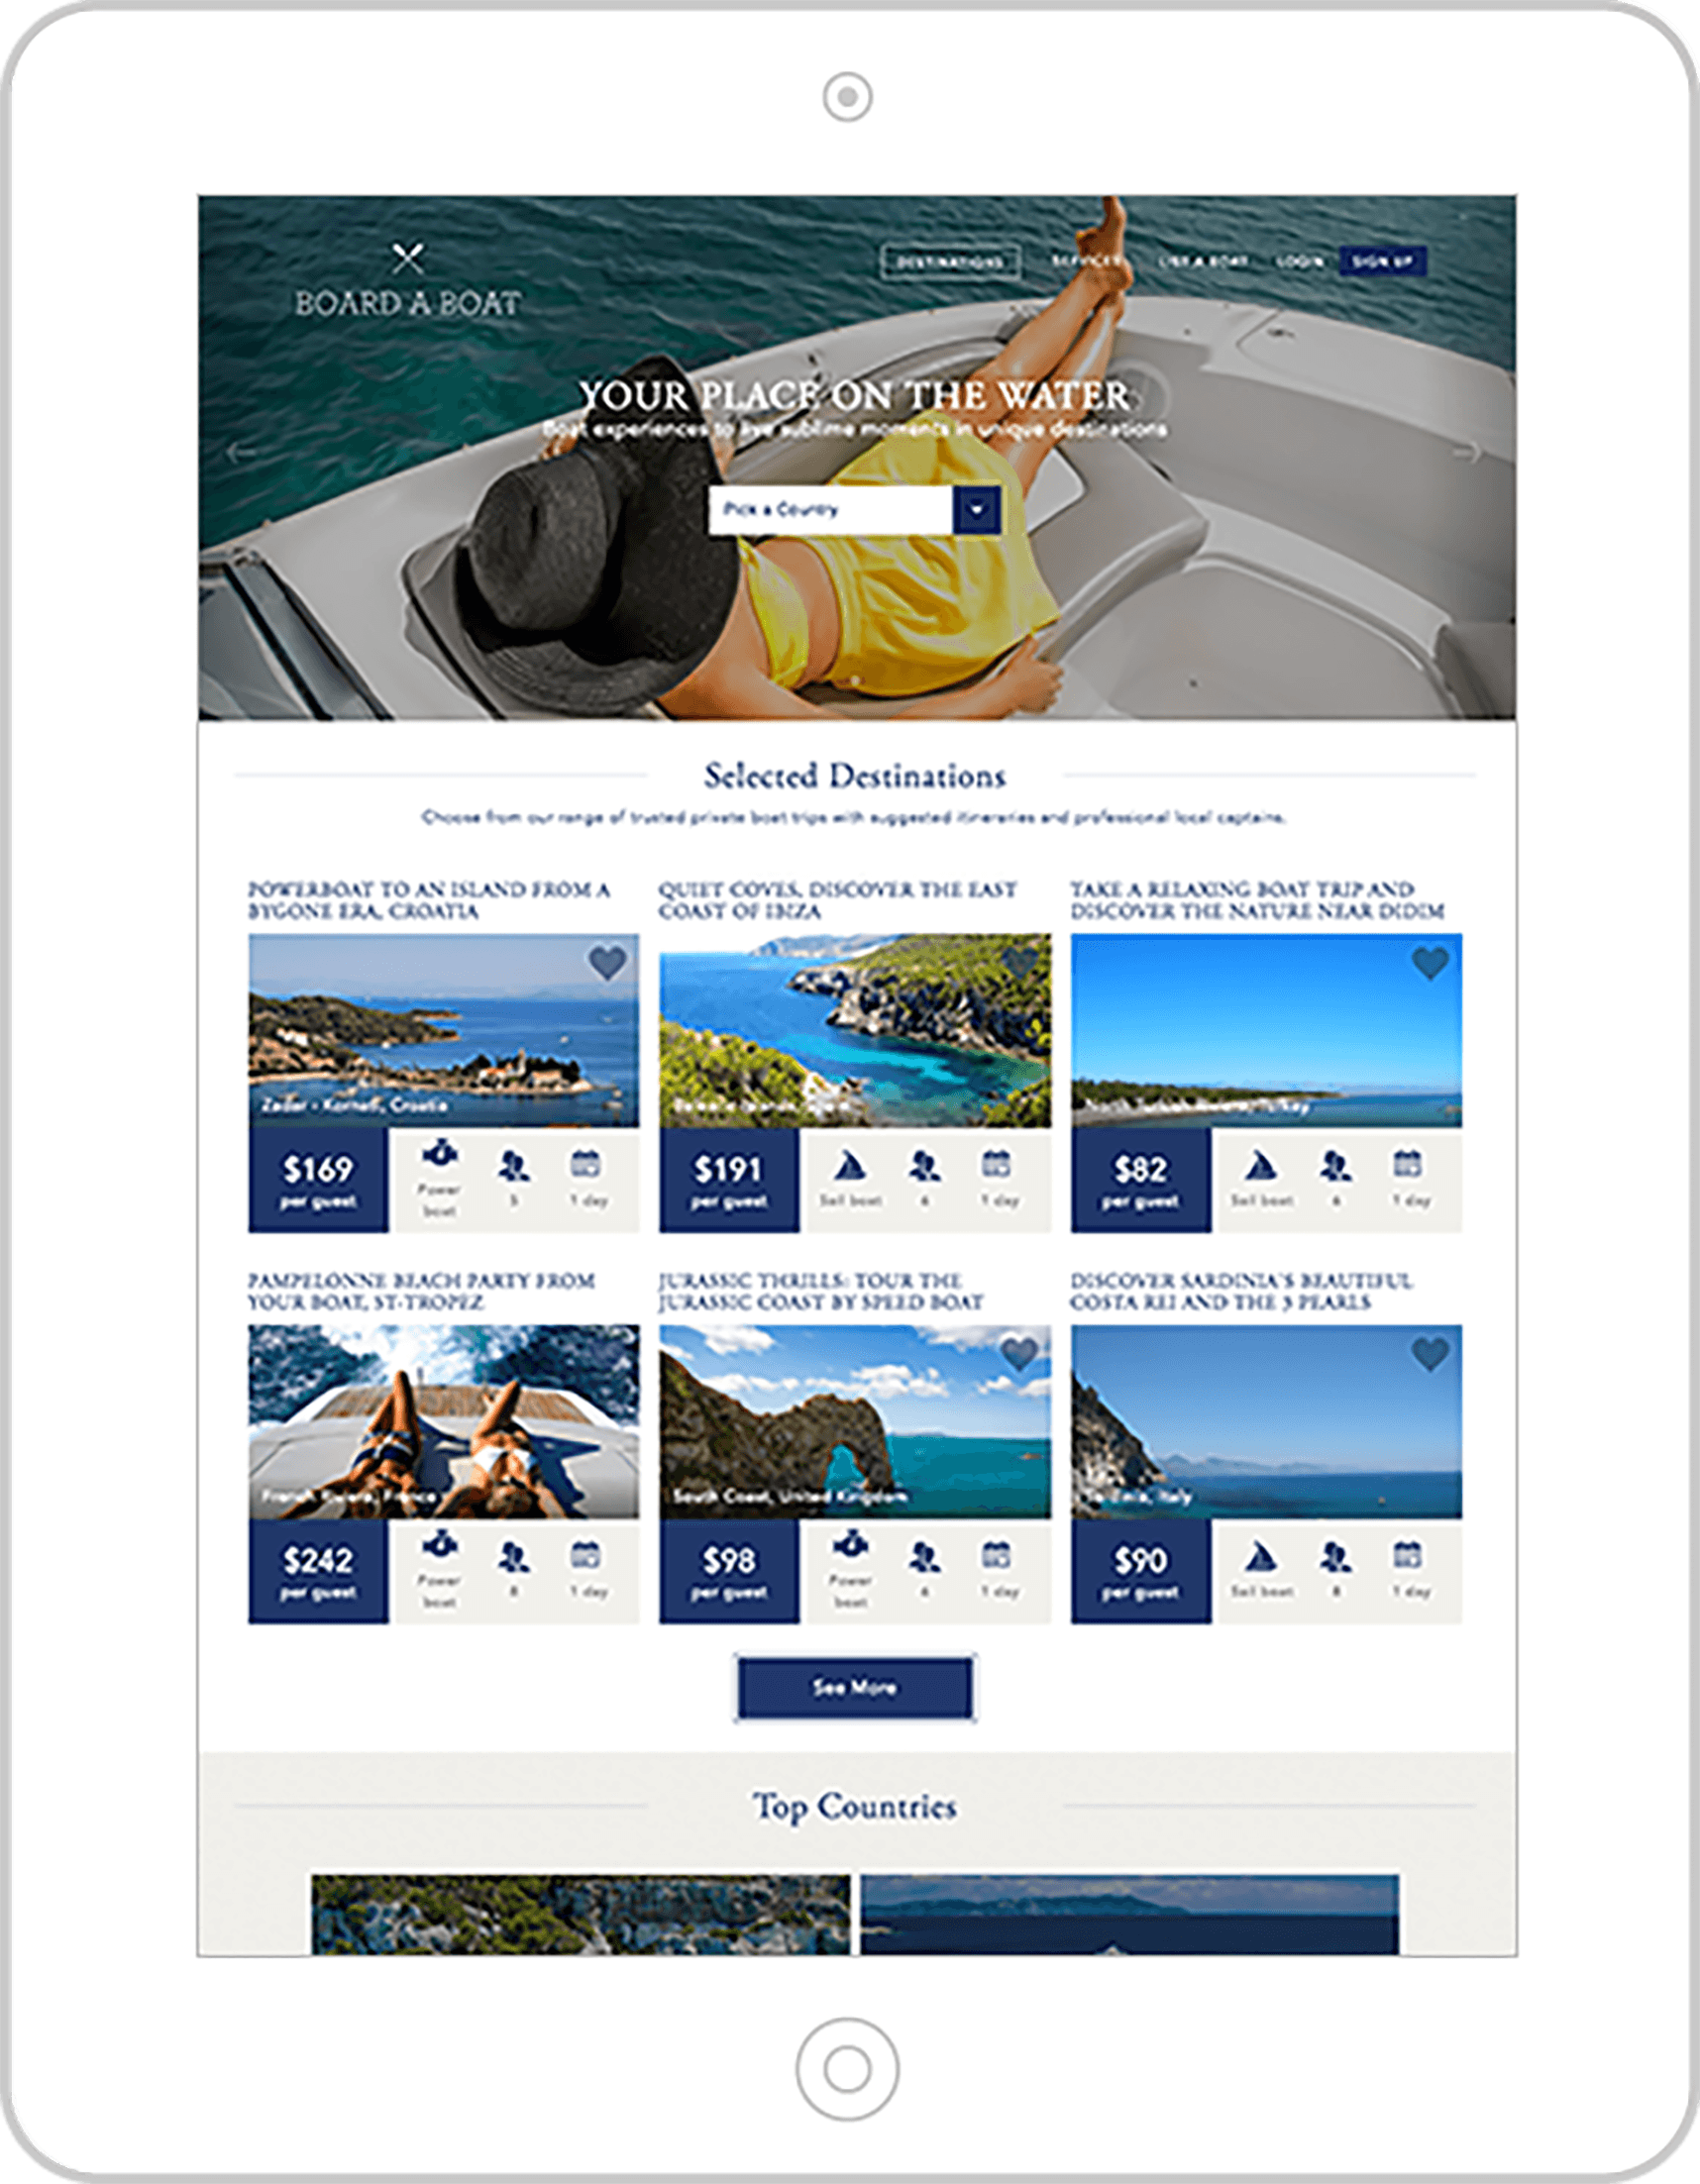 BOARD A BOAT
DESTINATIONS SERVICES LIST A BOAT LOGIN SIGN UP
YOUR PLACE ON THE WATER
Boat experiences to live sublime moments in unique destinations
Pick a Country
Selected Destinations
Choose from our range of trusted private boat trips with suggested itineraries and professional local captains.
POWERBOAT TO AN ISLAND FROM A
BYGONE ERA, CROATIA
Zadar - Kornati, Croatia
$169
per guest
Power
boat
5
1 day
QUIET COVES, DISCOVER THE EAST
COAST OF IBIZA
$191
per guest
Sail boat
6
1 day
TAKE A RELAXING BOAT TRIP AND
DISCOVER THE NATURE NEAR DIDIM
$82
per guest
Sail boat
6
1 day
PAMPELONNE BEACH PARTY FROM
YOUR BOAT, ST-TROPEZ
French Riviera, France
$242
per guest
Power
boat
8
1 day
JURASSIC THRILLS: TOUR THE
JURASSIC COAST BY SPEED BOAT
South Coast, United Kingdom
$98
per guest
Power
boat
6
1 day
DISCOVER SARDINIA'S BEAUTIFUL
COSTA REI AND THE 3 PEARLS
Sardinia, Italy
$90
per guest
Sail boat
8
1 day
See More
Top Countries